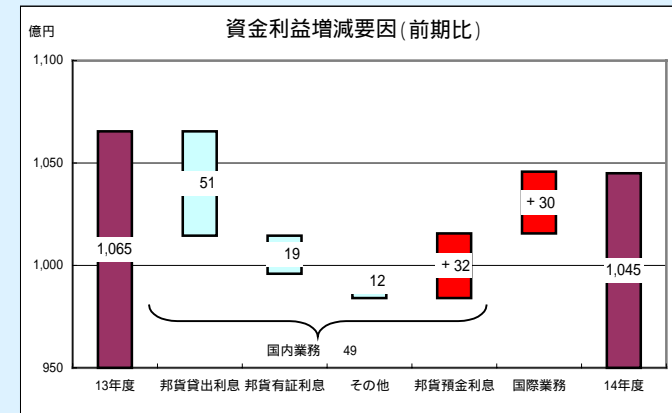 資金利益増減要因(前期比)
億円
1,100
1,050
1,000
950
1,065
51
19
12
+32
+30
1,045
国内業務 49
13年度 邦貨貸出利息 邦貨有証利息 その他 邦貨預金利息 国際業務 14年度